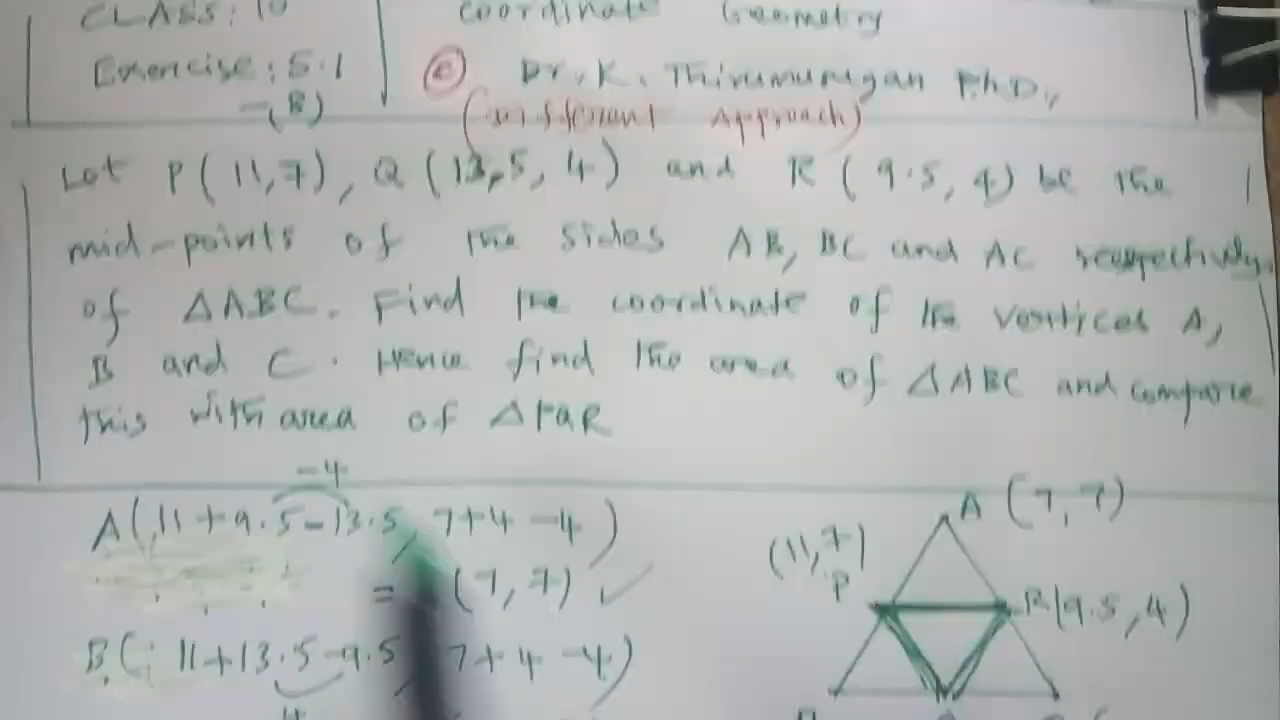 CLASS: 10
Coordinate Geometry
Exercise: 5.1
-(8)
© Dr. K. Thirumurugan Ph.D.,
(Different Approach)
Let P(11,7), Q(13.5, 4) and R(9.5, 4) be the
mid-points of the sides AB, BC and AC respectively
of ΔABC. Find the coordinate of the vertices A,
B and C. Hence find the area of ΔABC and compare
this with area of ΔPQR
-4
A(11+9.5-13.5, 7+4-4)
= (7,7) ✓
B(11+13.5-9.5, 7+4-4)
4
A (7,7)
(11,7)
P
R(9.5,4)